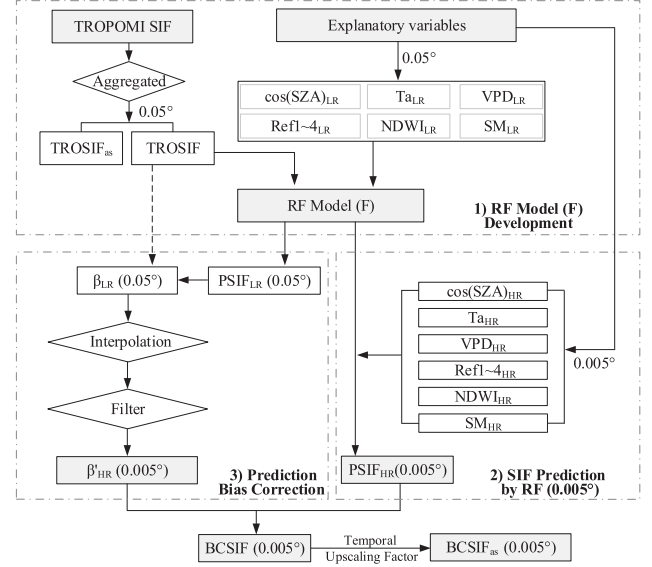 TROPOMI SIF
Explanatory variables
Aggregated
0.05°
0.05°
cos(SZA)LR
TaLR
VPDLR
Ref1~4LR
NDWILR
SMLR
TROSIFas
TROSIF
RF Model (F)
1) RF Model (F)
Development
βLR (0.05°)
PSIFLR (0.05°)
Interpolation
Filter
β'HR (0.005°)
3) Prediction
Bias Correction
cos(SZA)HR
TaHR
VPDHR
Ref1~4HR
NDWIHR
SMHR
0.005°
PSIFHR(0.005°)
2) SIF Prediction
by RF (0.005°)
BCSIF (0.005°)
Temporal
Upscaling Factor
BCSIFas (0.005°)